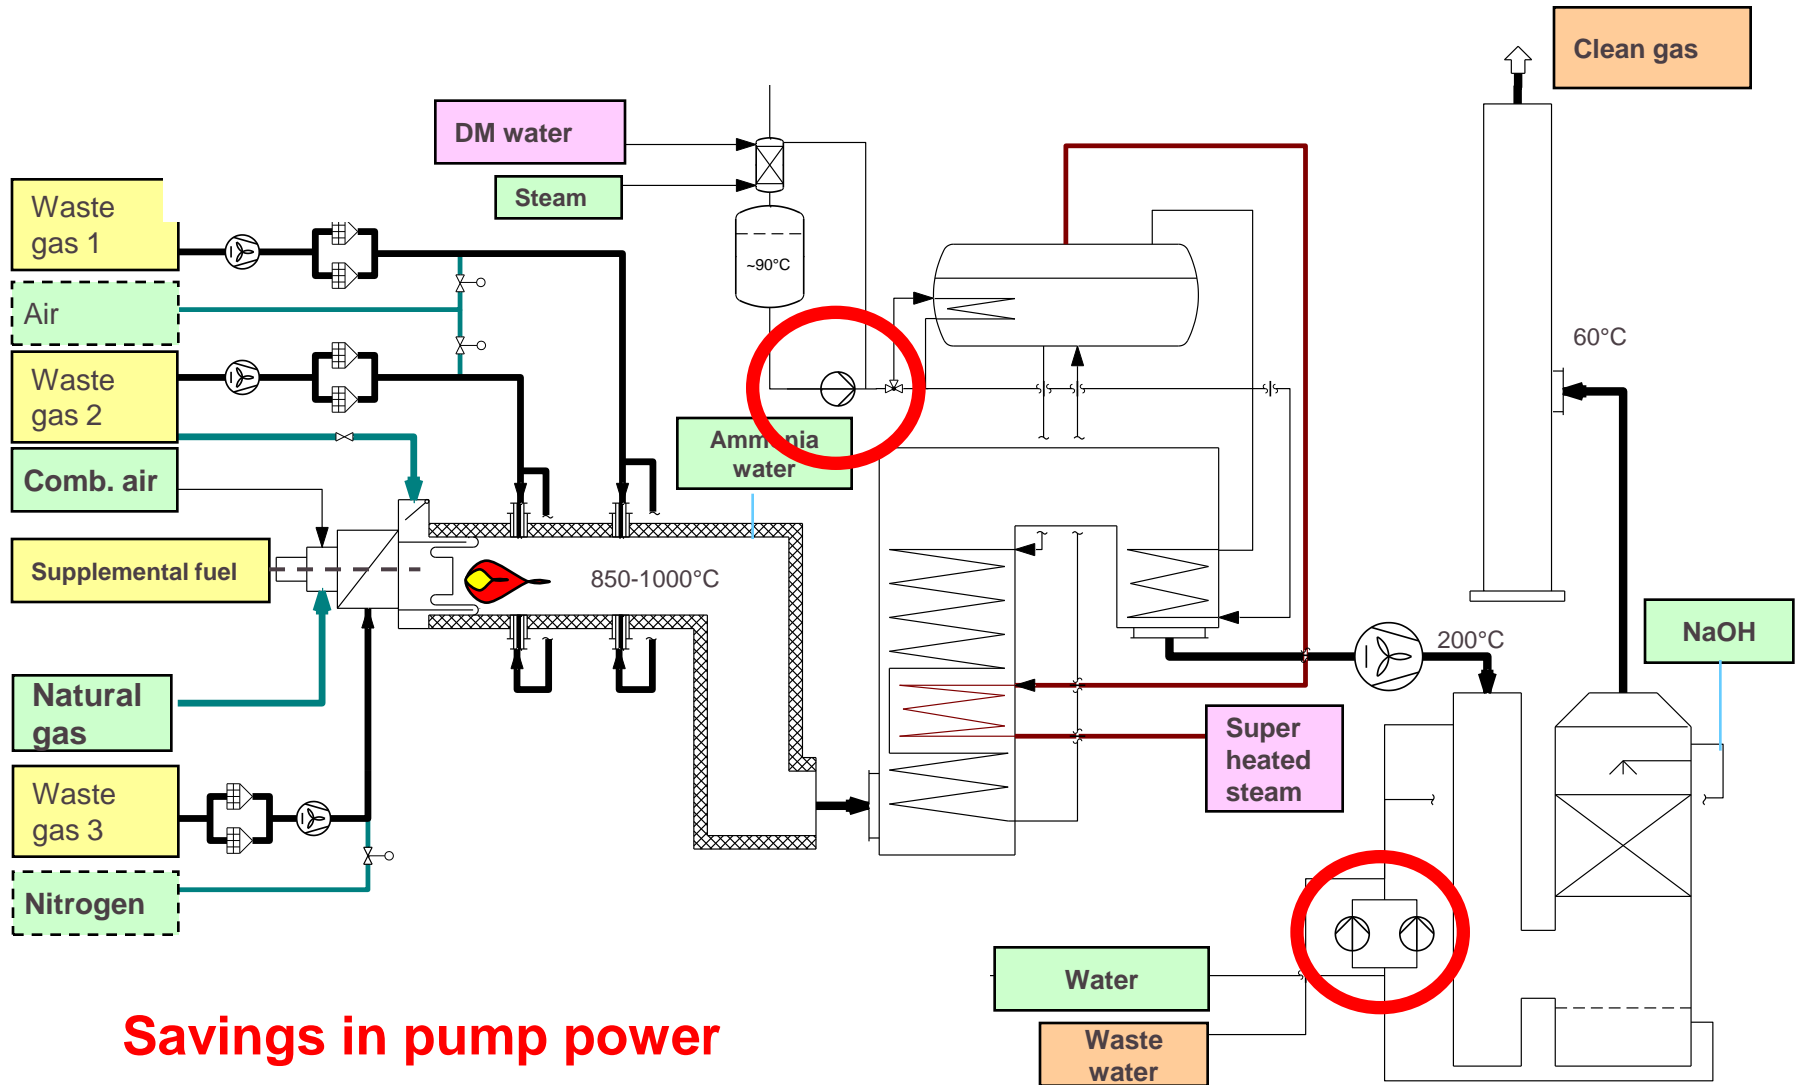 Clean gas
DM water
Steam
Waste
gas 1
~90°C
Air
60°C
Waste
gas 2
Ammonia
water
Comb. air
Supplemental fuel
850-1000°C
200°C
NaOH
Natural
gas
Super
heated
steam
Waste
gas 3
Nitrogen
Water
Savings in pump power
Waste
water